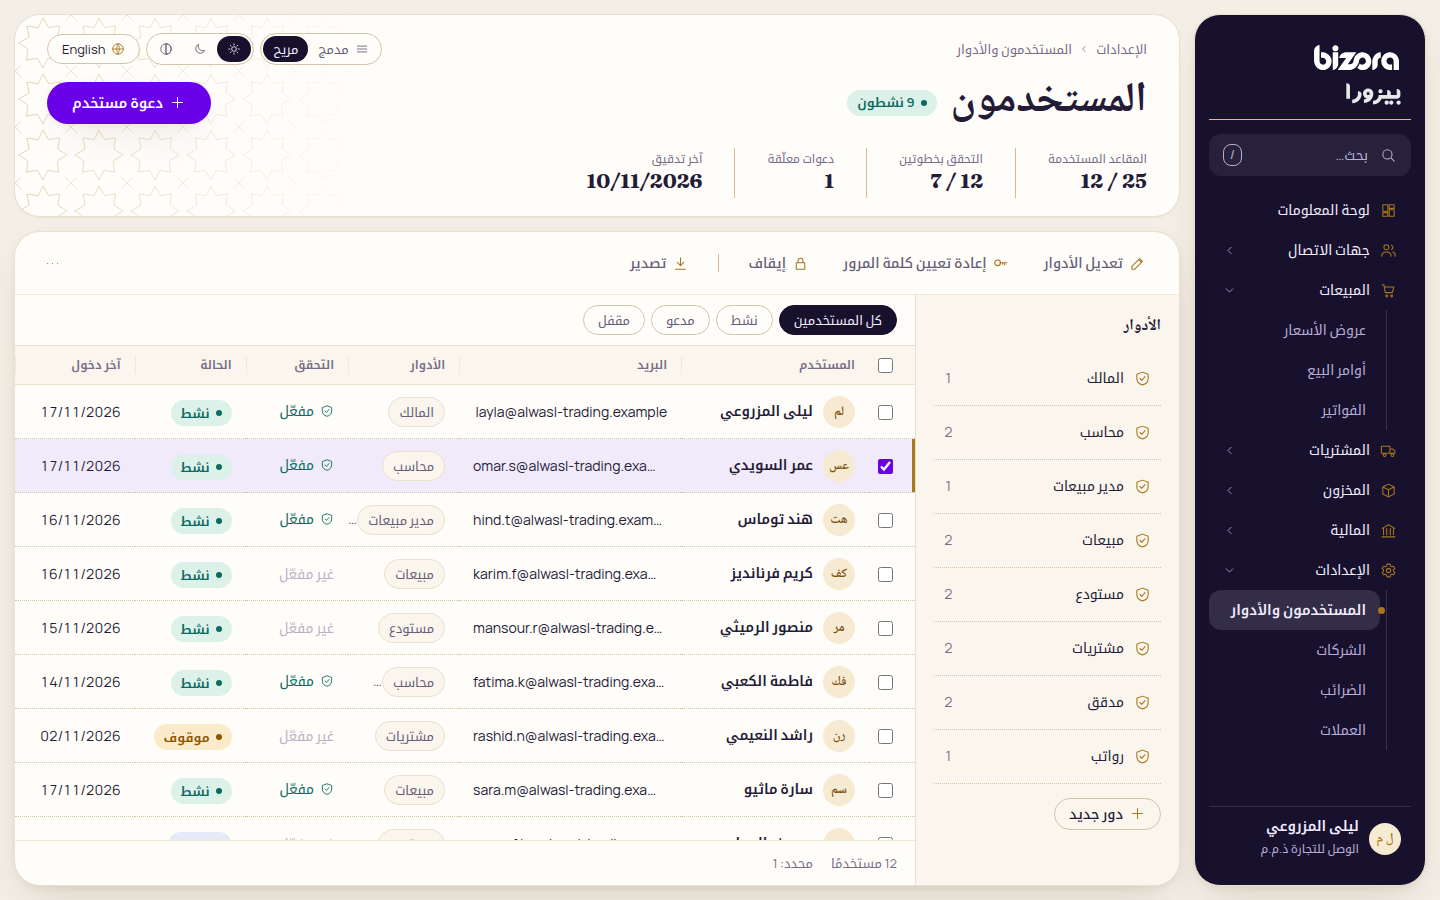 bizora
بيزورا
بحث...
/
لوحة المعلومات
جهات الاتصال
المبيعات
عروض الأسعار
أوامر البيع
الفواتير
المشتريات
المخزون
المالية
الإعدادات
المستخدمون والأدوار
الشركات
الضرائب
العملات
ل م
ليلى المزروعي
الوصل للتجارة ذ.م.م
الإعدادات › المستخدمون والأدوار
مدمج
مريح
English
المستخدمون
9 نشطون
دعوة مستخدم
المقاعد المستخدمة
12 / 25
التحقق بخطوتين
7 / 12
دعوات معلّقة
1
آخر تدقيق
10/11/2026
تعديل الأدوار
إعادة تعيين كلمة المرور
إيقاف
تصدير
...
الأدوار
المالك 1
محاسب 2
مدير مبيعات 1
مبيعات 2
مستودع 2
مشتريات 2
مدقق 2
رواتب 1
دور جديد
كل المستخدمين
نشط
مدعو
مقفل
المستخدم البريد الأدوار التحقق الحالة آخر دخول
لم ليلى المزروعي layla@alwasl-trading.example المالك مفعّل نشط 17/11/2026
عس عمر السويدي omar.s@alwasl-trading.exa... محاسب مفعّل نشط 17/11/2026
هت هند توماس hind.t@alwasl-trading.exam... مدير مبيعات ... مفعّل نشط 16/11/2026
كف كريم فرنانديز karim.f@alwasl-trading.exa... مبيعات غير مفعّل نشط 16/11/2026
مر منصور الرميثي mansour.r@alwasl-trading.e... مستودع غير مفعّل نشط 15/11/2026
فك فاطمة الكعبي fatima.k@alwasl-trading.exa... محاسب ... مفعّل نشط 14/11/2026
رن راشد النعيمي rashid.n@alwasl-trading.exa... مشتريات غير مفعّل موقوف 02/11/2026
سم سارة ماثيو sara.m@alwasl-trading.exa... مبيعات مفعّل نشط 17/11/2026
12 مستخدمًا
محدد: 1